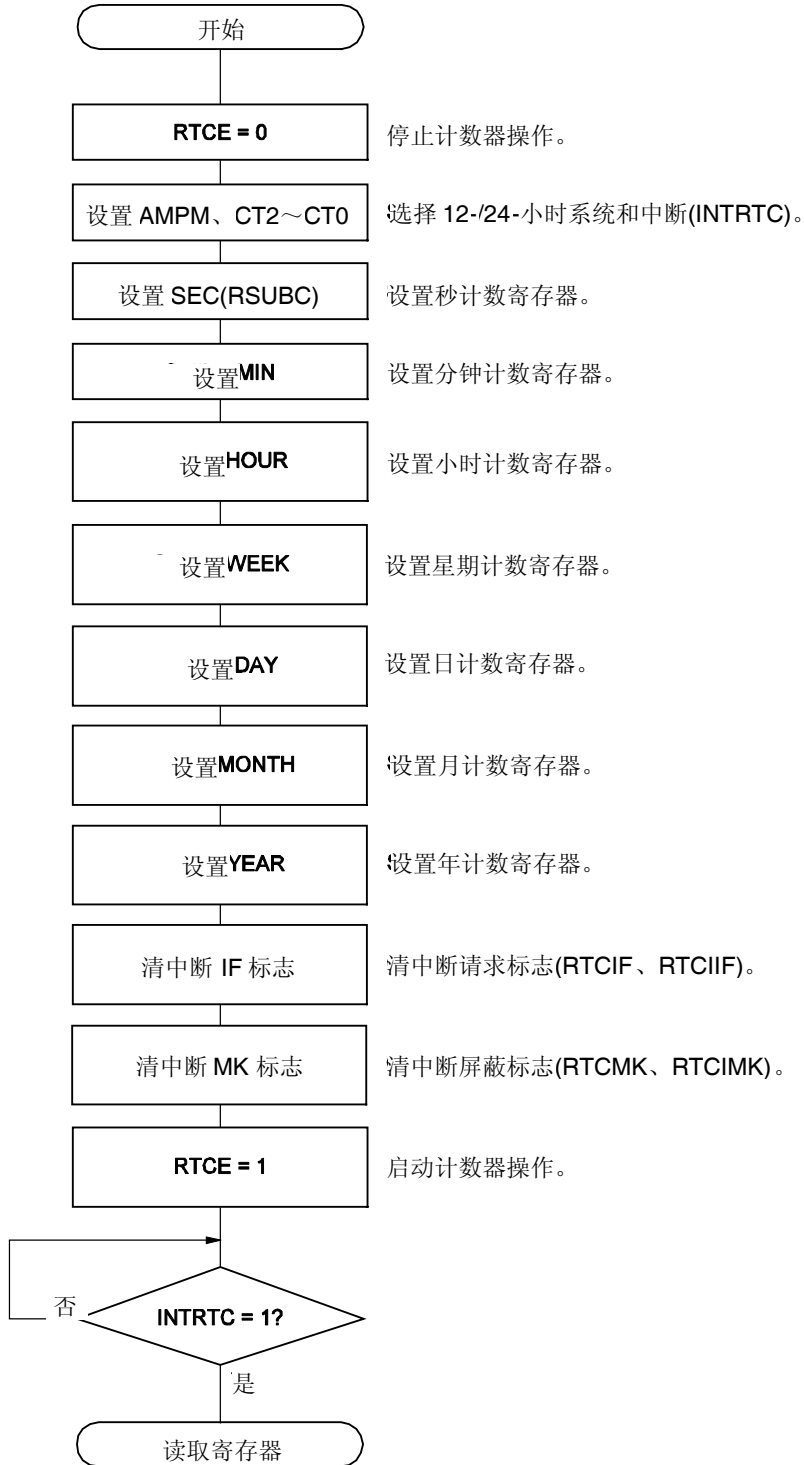 开始
RTCE = 0
停止计数器操作。
设置 AMPM、CT2～CT0
选择 12-/24-小时系统和中断(INTRTC)。
设置 SEC(RSUBC)
设置秒计数寄存器。
设置MIN
设置分钟计数寄存器。
设置HOUR
设置小时计数寄存器。
设置WEEK
设置星期计数寄存器。
设置DAY
设置日计数寄存器。
设置MONTH
设置月计数寄存器。
设置YEAR
设置年计数寄存器。
清中断 IF 标志
清中断请求标志(RTCIF、RTCIIF)。
清中断 MK 标志
清中断屏蔽标志(RTCMK、RTCIMK)。
RTCE = 1
启动计数器操作。
否
INTRTC = 1?
是
读取寄存器